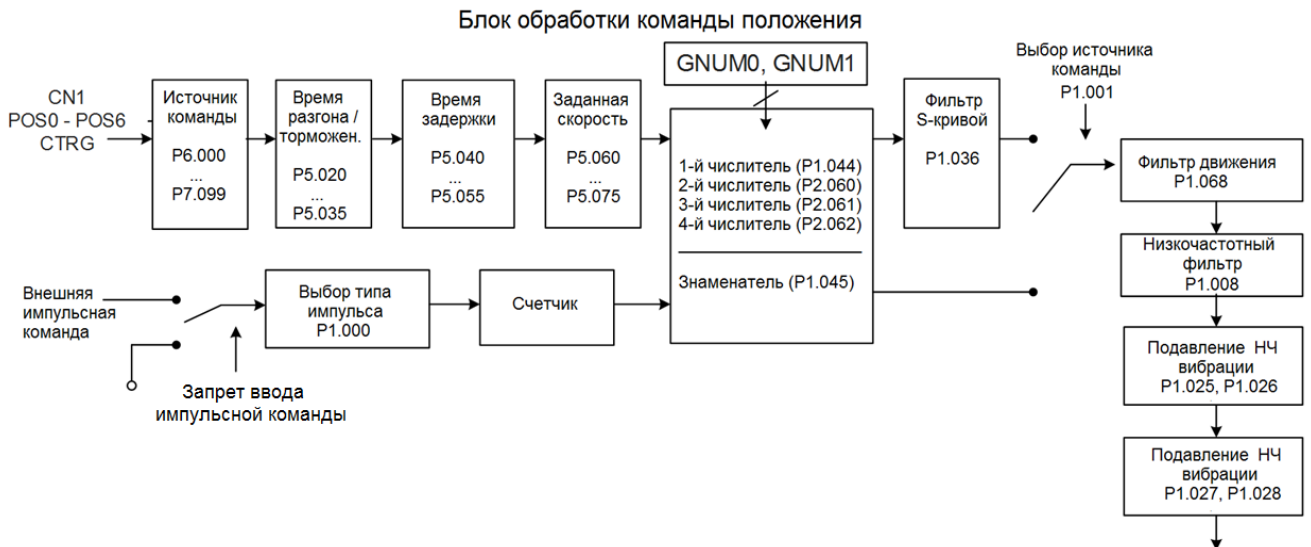 Блок обработки команды положения
CN1
POS0 - POS6
CTRG
Источник
команды
P6.000
...
P7.099
Время
разгона /
торможен.
P5.020
...
P5.035
Время
задержки
P5.040
...
P5.055
Заданная
скорость
P5.060
...
P5.075
GNUM0, GNUM1
1-й числитель (P1.044)
2-й числитель (P2.060)
3-й числитель (P2.061)
4-й числитель (P2.062)
Знаменатель (P1.045)
Фильтр
S-кривой
P1.036
Выбор источника
команды
P1.001
Фильтр движения
P1.068
Низкочастотный
фильтр
P1.008
Подавление НЧ
вибрации
P1.025, P1.026
Подавление НЧ
вибрации
P1.027, P1.028
Внешняя
импульсная
команда
Выбор типа
импульса
P1.000
Счетчик
Запрет ввода
импульсной команды